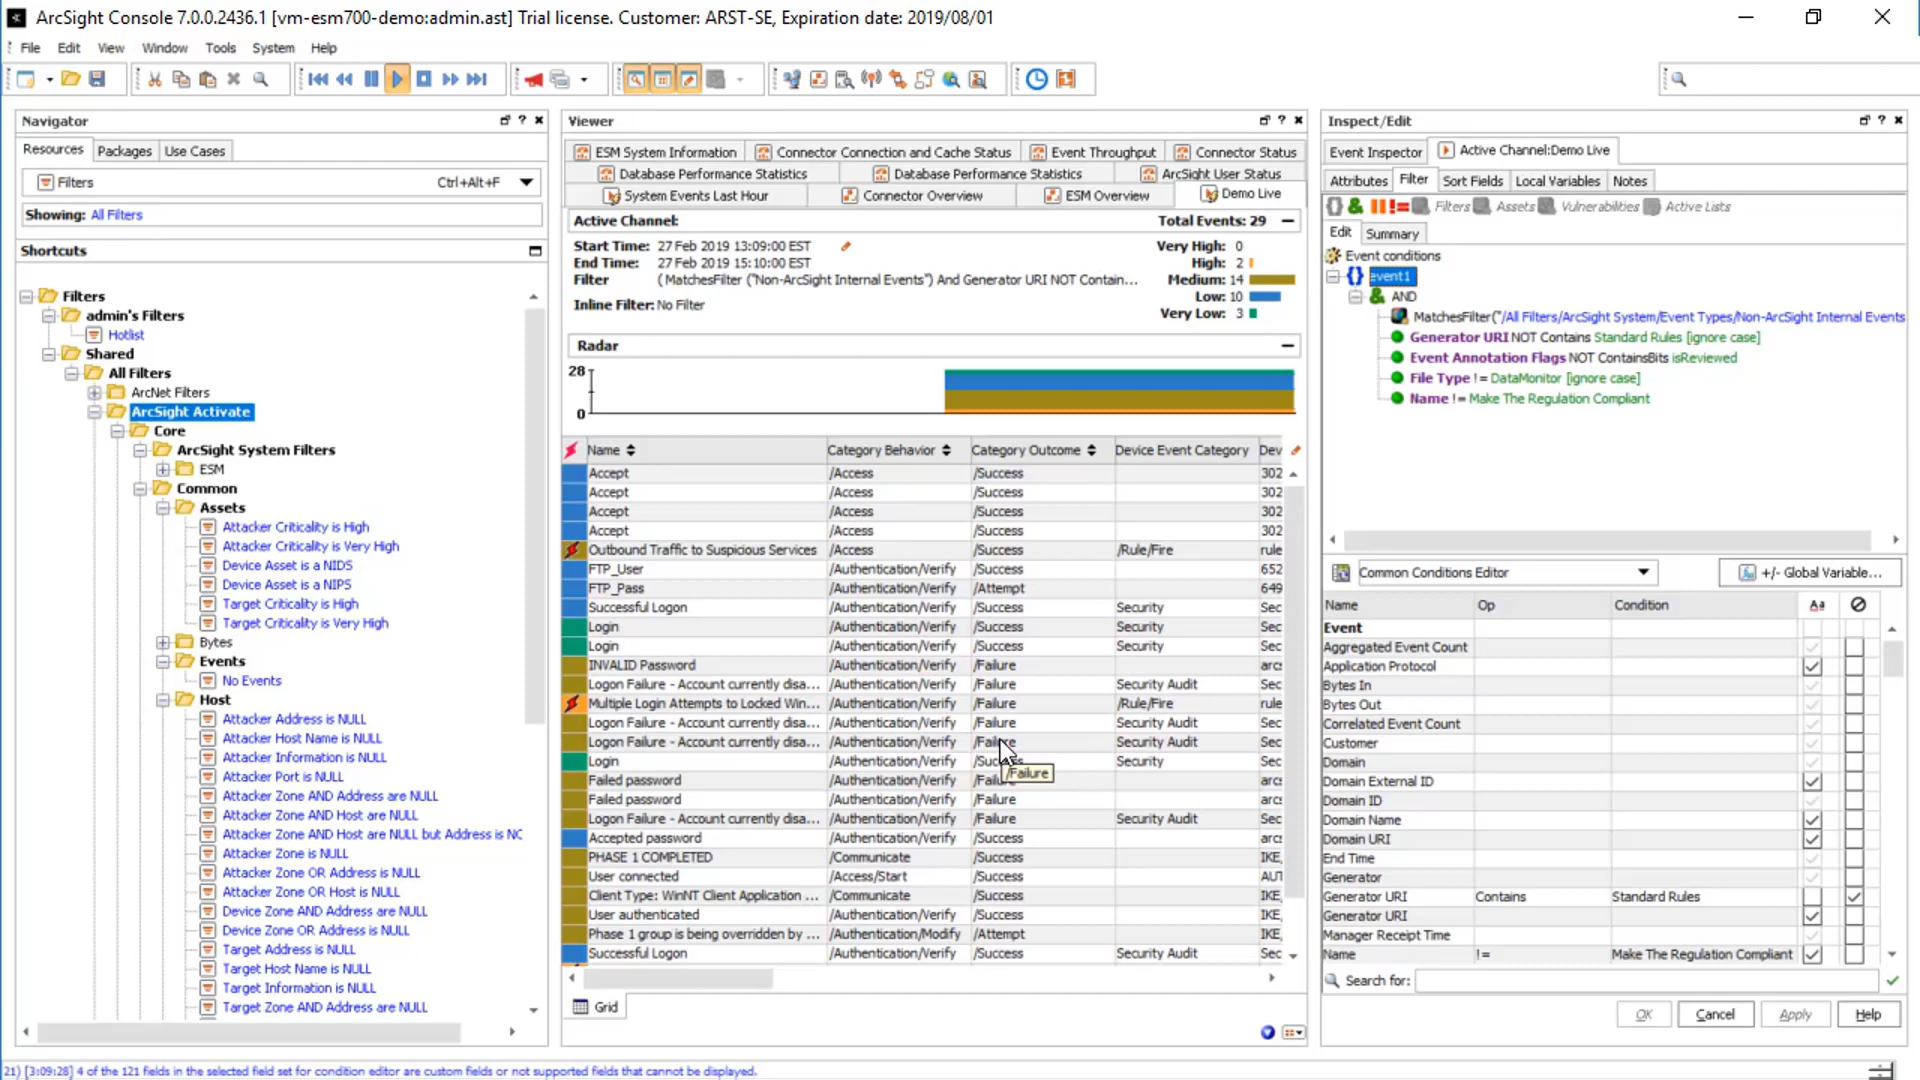 ArcSight Console 7.0.0.2436.1 [vm-esm700-demo:admin.ast] Trial license. Customer: ARST-SE, Expiration date: 2019/08/01
File Edit View Window Tools System Help
Navigator
Resources Packages Use Cases
Filters Ctrl+Alt+F
Showing: All Filters
Shortcuts
Filters
admin's Filters
Hotlist
Shared
All Filters
ArcNet Filters
ArcSight Activate
Core
ArcSight System Filters
ESM
Common
Assets
Attacker Criticality is High
Attacker Criticality is Very High
Device Asset is a NIDS
Device Asset is a NIPS
Target Criticality is High
Target Criticality is Very High
Bytes
Events
No Events
Host
Attacker Address is NULL
Attacker Host Name is NULL
Attacker Information is NULL
Attacker Port is NULL
Attacker Zone AND Address are NULL
Attacker Zone AND Host are NULL
Attacker Zone AND Host are NULL but Address is NO
Attacker Zone is NULL
Attacker Zone OR Address is NULL
Attacker Zone OR Host is NULL
Device Zone AND Address are NULL
Device Zone OR Address is NULL
Target Address is NULL
Target Host Name is NULL
Target Information is NULL
Target Zone AND Address are NULL
Viewer
ESM System Information Connector Connection and Cache Status Event Throughput Connector Status
Database Performance Statistics Database Performance Statistics ArcSight User Status
System Events Last Hour Connector Overview ESM Overview Demo Live
Active Channel: Total Events: 29
Start Time: 27 Feb 2019 13:09:00 EST Very High: 0
End Time: 27 Feb 2019 15:10:00 EST High: 2
Filter ( MatchesFilter ("Non-ArcSight Internal Events") And Generator URI NOT Contain... Medium: 14
Inline Filter: No Filter Low: 10
Very Low: 3
Radar
28
0
Name Category Behavior Category Outcome Device Event Category Dev
Accept /Access /Success 302
Accept /Access /Success 302
Accept /Access /Success 302
Accept /Access /Success 302
Outbound Traffic to Suspicious Services /Access /Success /Rule/Fire rule
FTP_User /Authentication/Verify /Success 652
FTP_Pass /Authentication/Verify /Attempt 649
Successful Logon /Authentication/Verify /Success Security Sec
Login /Authentication/Verify /Success Security Sec
Login /Authentication/Verify /Success Security Sec
INVALID Password /Authentication/Verify /Failure arcs
Logon Failure - Account currently disa... /Authentication/Verify /Failure Security Audit Sec
Multiple Login Attempts to Locked Win... /Authentication/Verify /Failure /Rule/Fire rule
Logon Failure - Account currently disa... /Authentication/Verify /Failure Security Audit Sec
Logon Failure - Account currently disa... /Authentication/Verify /Failure Security Audit Sec
Login /Authentication/Verify /Success Security Sec
/Failure
Failed password /Authentication/Verify /Failure arcs
Failed password /Authentication/Verify /Failure arcs
Logon Failure - Account currently disa... /Authentication/Verify /Failure Security Audit Sec
Accepted password /Authentication/Verify /Success arcs
PHASE 1 COMPLETED /Communicate /Success IKE,
User connected /Access/Start /Success AUT
Client Type: WinNT Client Application ... /Communicate /Success IKE,
User authenticated /Authentication/Verify /Success IKE,
Phase 1 group is being overridden by ... /Authentication/Modify /Attempt IKE,
Successful Logon /Authentication/Verify /Success Security Audit Sec
Grid
Inspect/Edit
Event Inspector Active Channel:Demo Live
Attributes Filter Sort Fields Local Variables Notes
Filters Assets Vulnerabilities Active Lists
Edit Summary
Event conditions
event1
AND
MatchesFilter("/All Filters/ArcSight System/Event Types/Non-ArcSight Internal Events
Generator URI NOT Contains Standard Rules [ignore case]
Event Annotation Flags NOT ContainsBits isReviewed
File Type != DataMonitor [ignore case]
Name != Make The Regulation Compliant
Common Conditions Editor +/- Global Variable...
Name Op Condition Aa
Event
Aggregated Event Count
Application Protocol
Bytes In
Bytes Out
Correlated Event Count
Customer
Domain
Domain External ID
Domain ID
Domain Name
Domain URI
End Time
Generator
Generator URI Contains Standard Rules
Generator URI
Manager Receipt Time
Name != Make The Regulation Compliant
Search for:
OK Cancel Apply Help
21) [3:09:28] 4 of the 121 fields in the selected field set for condition editor are custom fields or not supported fields that cannot be displayed.